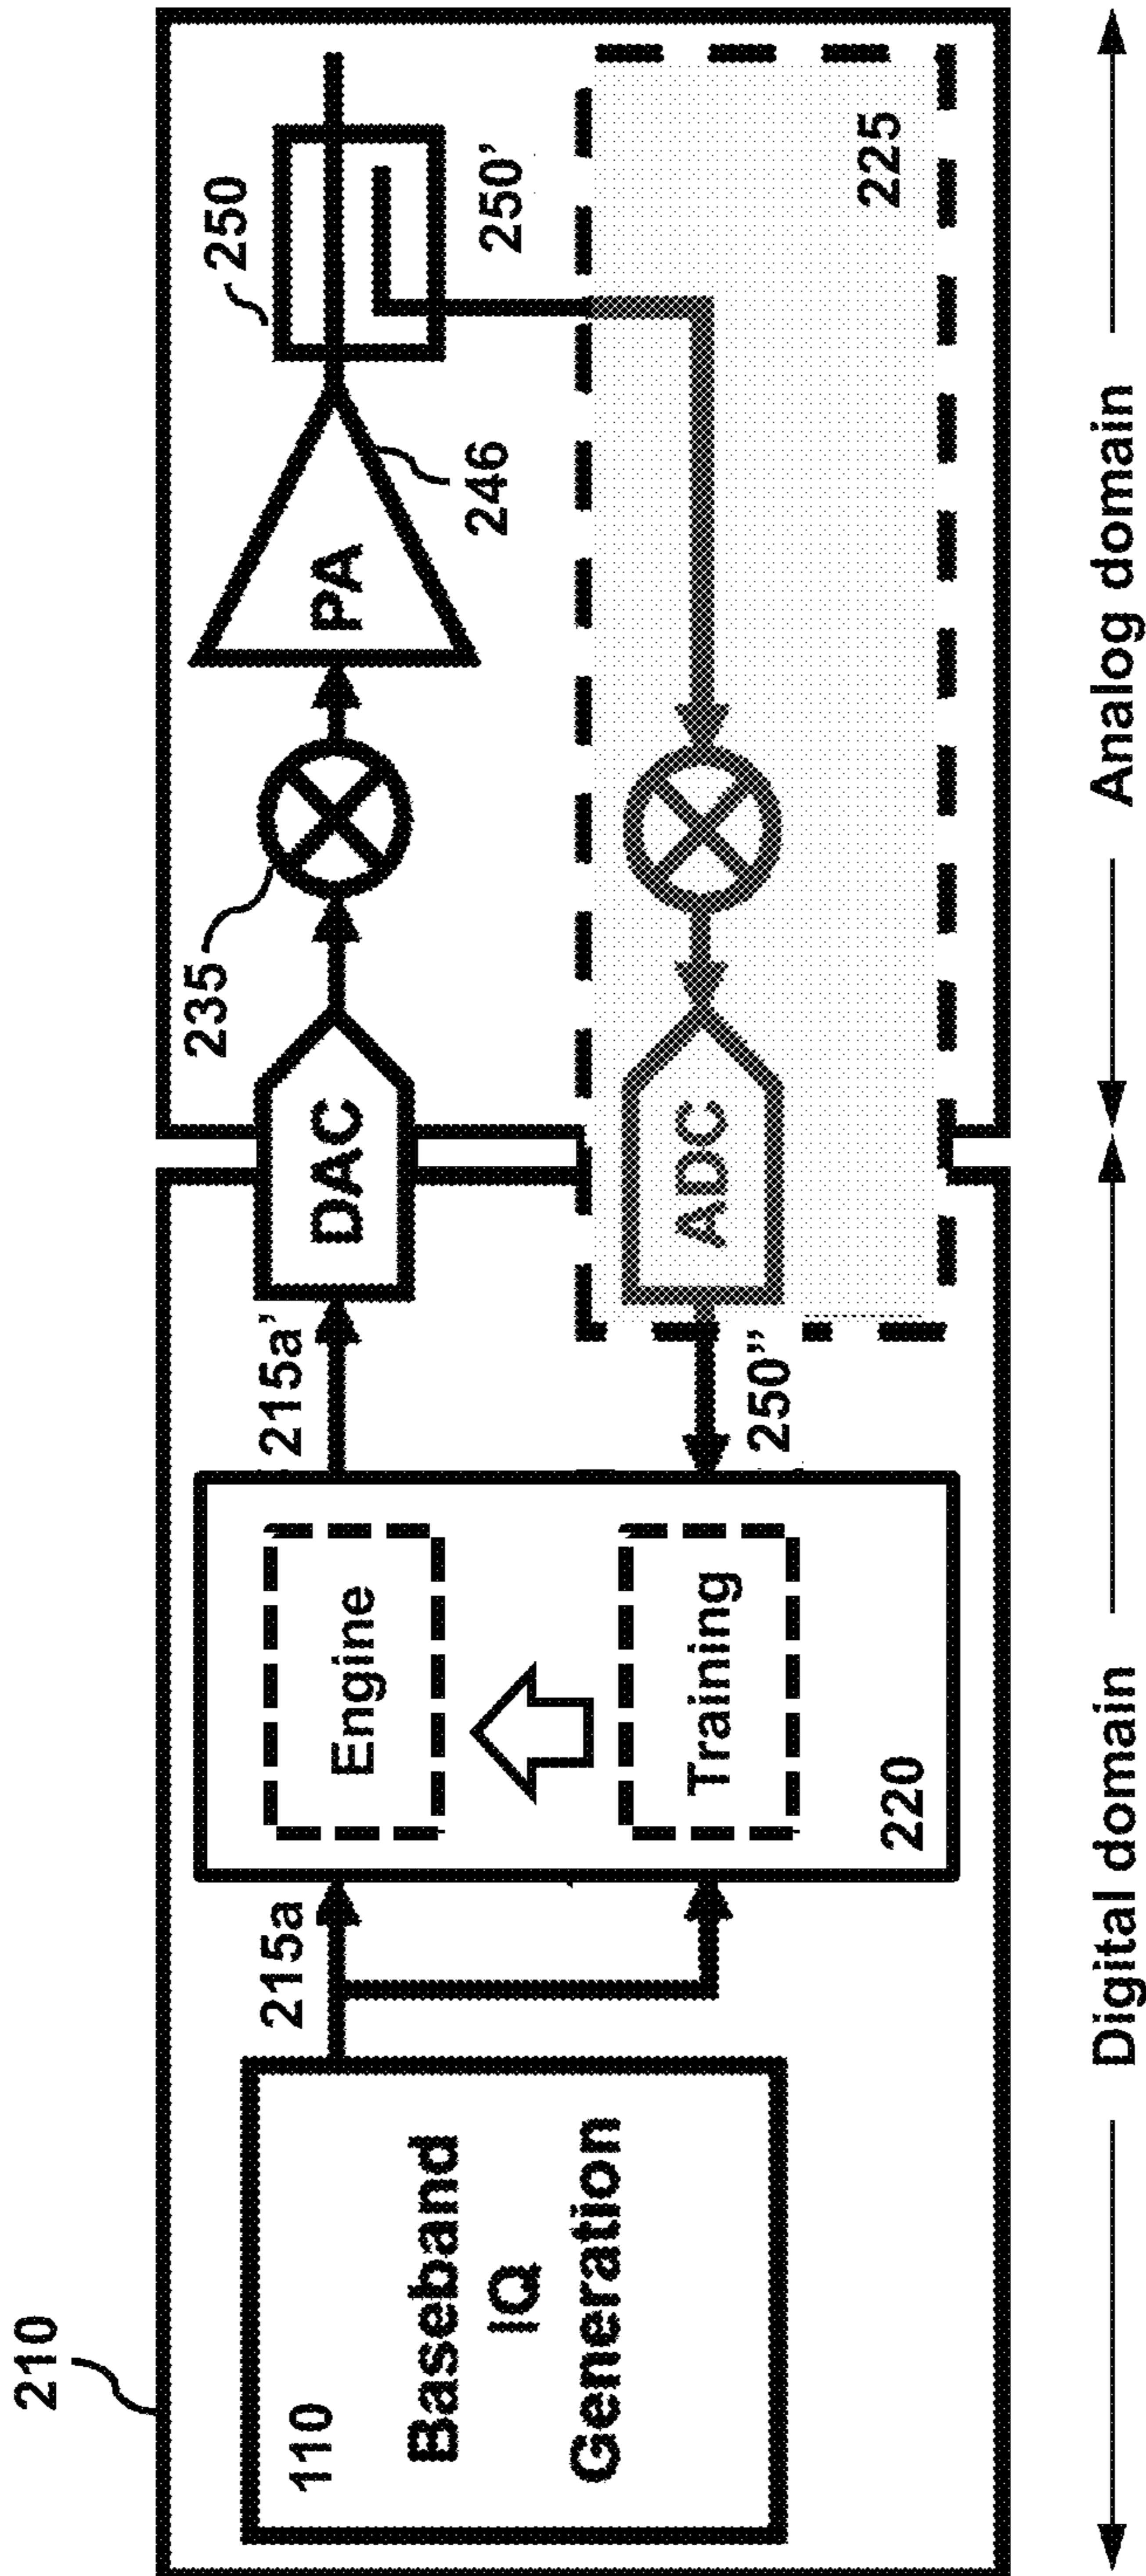 210
110
Baseband
IQ
Generation
215a
Engine
Training
220
215a’
250”
DAC
ADC
235
PA
246
250
250’
225
Digital domain
Analog domain